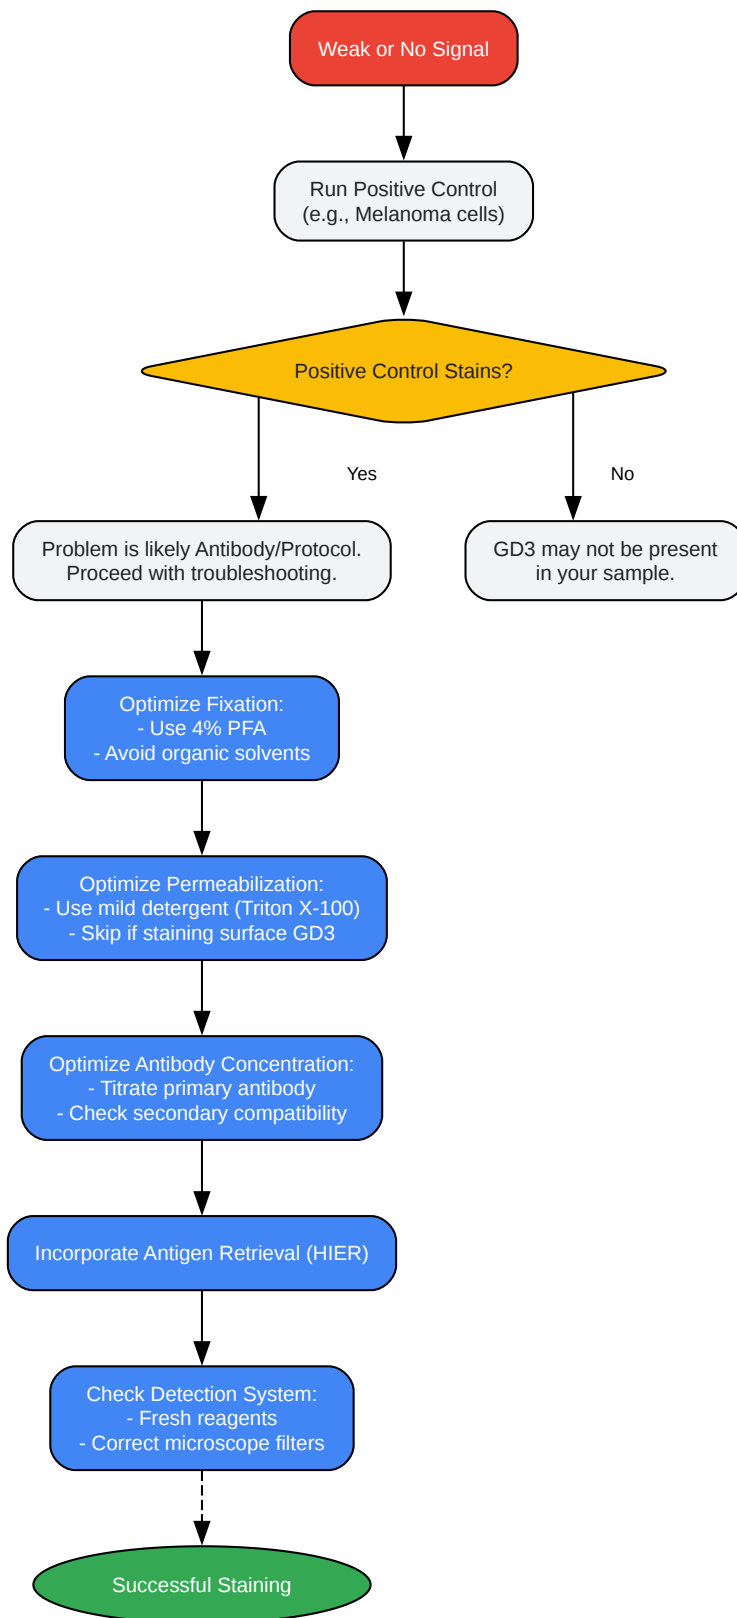 Weak or No Signal
Run Positive Control
(e.g., Melanoma cells)
Positive Control Stains?
Yes
No
Problem is likely Antibody/Protocol.
Proceed with troubleshooting.
GD3 may not be present
in your sample.
Optimize Fixation:
- Use 4% PFA
- Avoid organic solvents
Optimize Permeabilization:
- Use mild detergent (Triton X-100)
- Skip if staining surface GD3
Optimize Antibody Concentration:
- Titrate primary antibody
- Check secondary compatibility
Incorporate Antigen Retrieval (HIER)
Check Detection System:
- Fresh reagents
- Correct microscope filters
Successful Staining